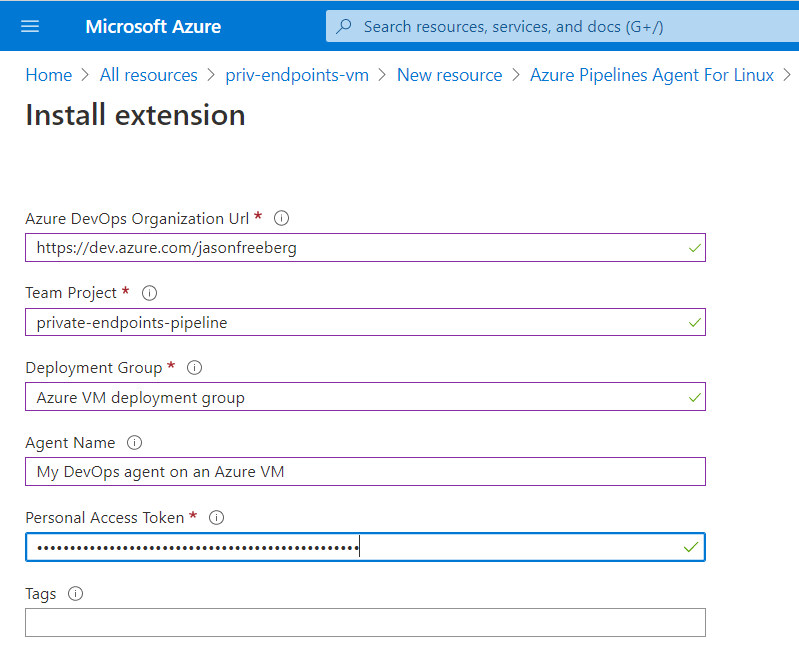 Microsoft Azure
Search resources, services, and docs (G+/)
Home > All resources > priv-endpoints-vm > New resource > Azure Pipelines Agent For Linux >
Install extension
Azure DevOps Organization Url *
https://dev.azure.com/jasonfreeberg
Team Project *
private-endpoints-pipeline
Deployment Group *
Azure VM deployment group
Agent Name
My DevOps agent on an Azure VM
Personal Access Token *
Tags